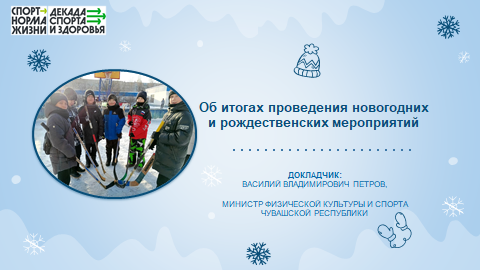 СПОРТ ДЕКАДА
НОРМА СПОРТА
ЖИЗНИ И ЗДОРОВЬЯ
Об итогах проведения новогодних
и рождественских мероприятий
ДОКЛАДЧИК:
ВАСИЛИЙ ВЛАДИМИРОВИЧ ПЕТРОВ,
МИНИСТР ФИЗИЧЕСКОЙ КУЛЬТУРЫ И СПОРТА
ЧУВАШСКОЙ РЕСПУБЛИКИ